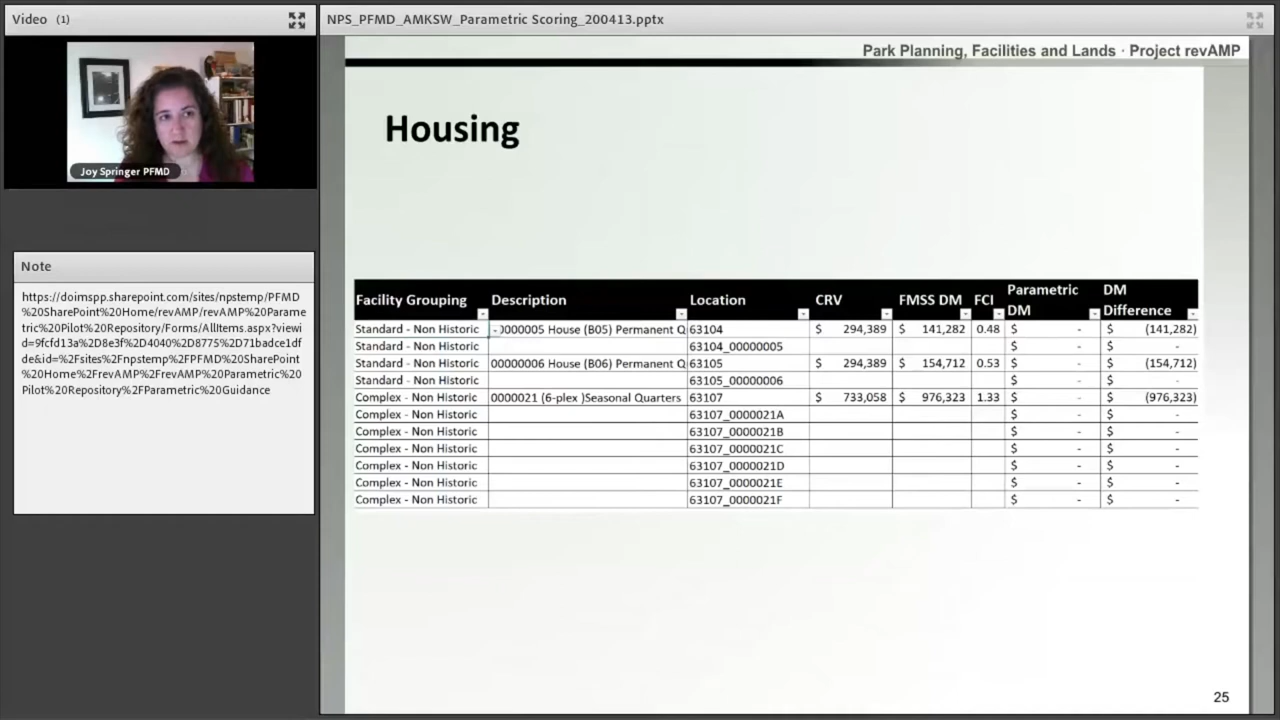 Video (1)
NPS_PFMD_AMKSW_Parametric Scoring_200413.pptx
Joy Springer PFMD
Note
https://doimspp.sharepoint.com/sites/npstemp/PFMD
%20SharePoint%20Home/revAMP/revAMP%20Parame
tric%20Pilot%20Repository/Forms/AllItems.aspx?viewi
d=9fcfd13a%2D8e3f%2D4040%2D8775%2D71badce1df
de&id=%2Fsites%2Fnpstemp%2FPFMD%20SharePoint
%20Home%2FrevAMP%2FrevAMP%20Parametric%20
Pilot%20Repository%2FParametric%20Guidance
Park Planning, Facilities and Lands · Project revAMP
Housing
Facility Grouping Description Location CRV FMSS DM FCI Parametric DM DM Difference
Standard - Non Historic 0000005 House (B05) Permanent Q 63104 $ 294,389 $ 141,282 0.48 $ - $ (141,282)
Standard - Non Historic 63104_00000005 $ - $ -
Standard - Non Historic 00000006 House (B06) Permanent Q 63105 $ 294,389 $ 154,712 0.53 $ - $ (154,712)
Standard - Non Historic 63105_00000006 $ - $ -
Complex - Non Historic 0000021 (6-plex )Seasonal Quarters 63107 $ 733,058 $ 976,323 1.33 $ - $ (976,323)
Complex - Non Historic 63107_0000021A $ - $ -
Complex - Non Historic 63107_0000021B $ - $ -
Complex - Non Historic 63107_0000021C $ - $ -
Complex - Non Historic 63107_0000021D $ - $ -
Complex - Non Historic 63107_0000021E $ - $ -
Complex - Non Historic 63107_0000021F $ - $ -
25